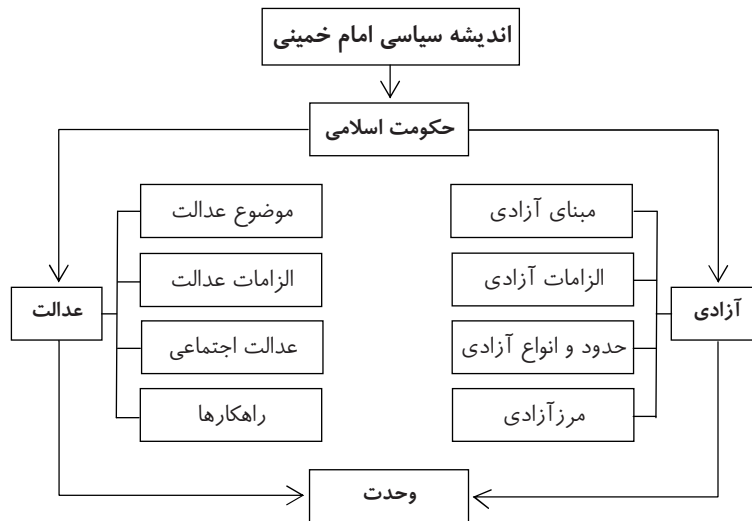 اندیشه سیاسی امام خمینی
حکومت اسلامی
مبنای آزادی
موضوع عدالت
الزامات آزادی
الزامات عدالت
آزادی
عدالت
حدود و انواع آزادی
عدالت اجتماعی
مرزآزادی
راهکارها
وحدت